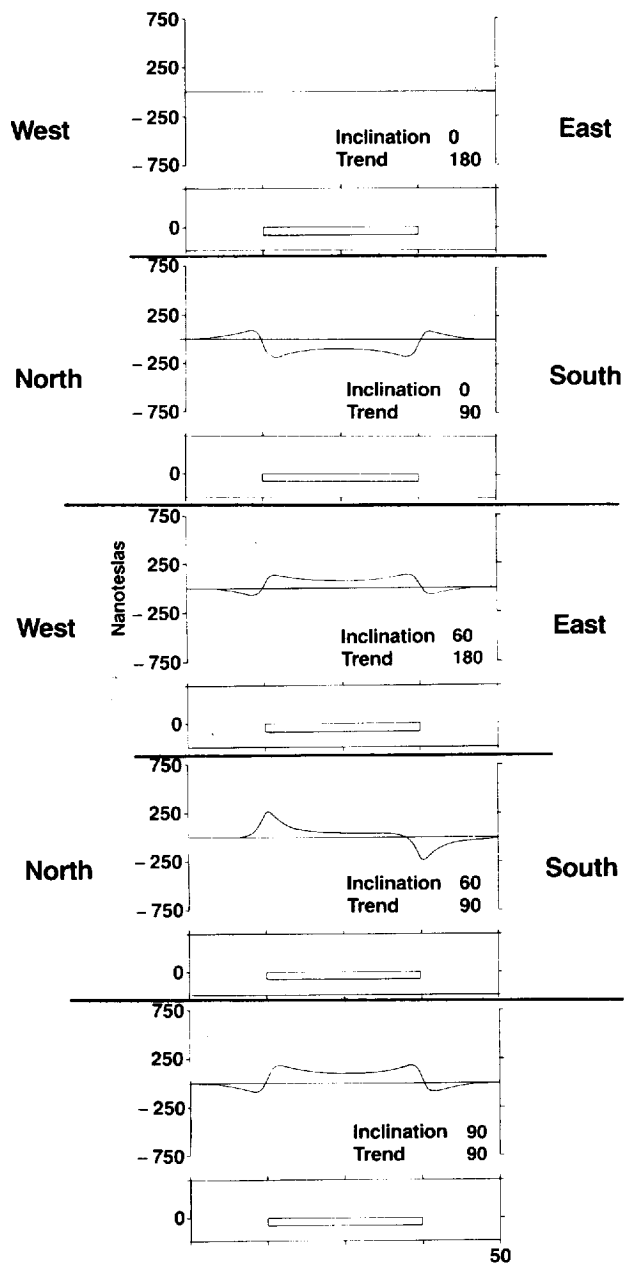 750
250
− 250
− 750
West
East
Inclination 0
Trend 180
0
750
250
− 250
− 750
North
South
Inclination 0
Trend 90
0
750
250
− 250
− 750
Nanoteslas
West
East
Inclination 60
Trend 180
0
750
250
− 250
− 750
North
South
Inclination 60
Trend 90
0
750
250
− 250
− 750
Inclination 90
Trend 90
0
50